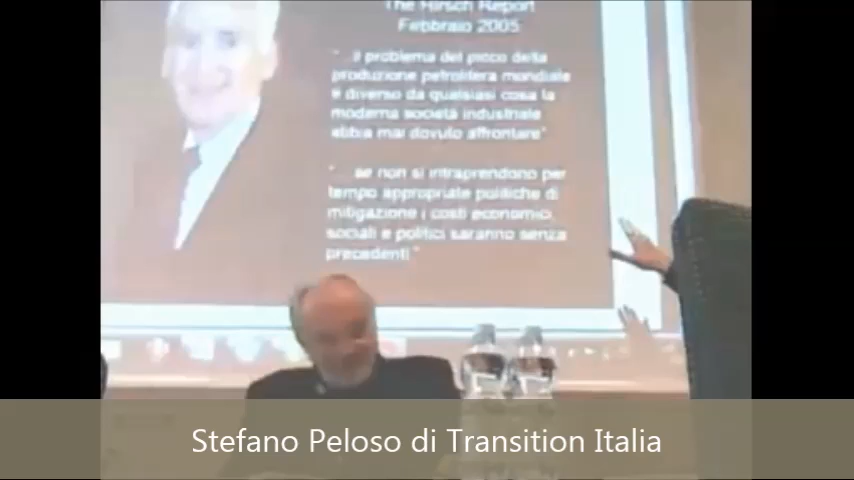 The Hirsch Report
Febbraio 2005
"...il problema del picco della
produzione petrolifera mondiale
è diverso da qualsiasi cosa la
moderna società industriale
abbia mai dovuto affrontare"
"...se non si intraprendono per
tempo appropriate politiche di
mitigazione i costi economici,
sociali e politici saranno senza
precedenti."
Stefano Peloso di Transition Italia